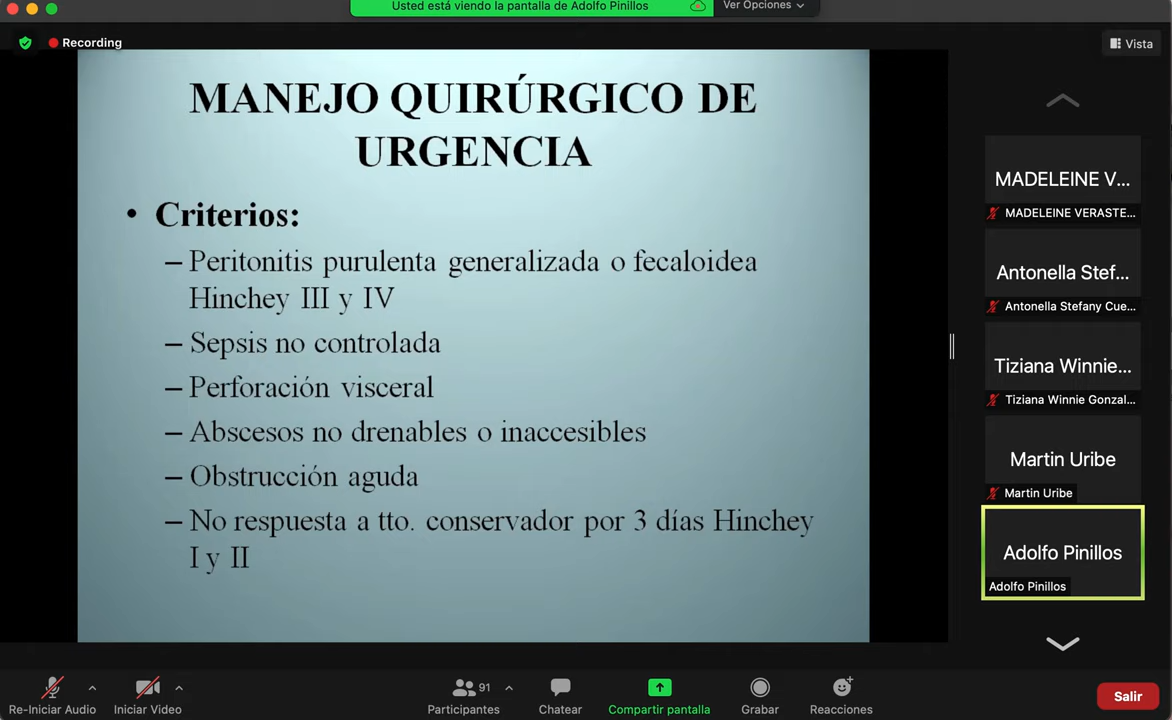 Usted está viendo la pantalla de Adolfo Pinillos
Ver Opciones
Recording
Vista
MANEJO QUIRÚRGICO DE
URGENCIA
• Criterios:
– Peritonitis purulenta generalizada o fecaloidea
Hinchey III y IV
– Sepsis no controlada
– Perforación visceral
– Abscesos no drenables o inaccesibles
– Obstrucción aguda
– No respuesta a tto. conservador por 3 días Hinchey
I y II
MADELEINE V...
MADELEINE VERASTE...
Antonella Stef...
Antonella Stefany Cue...
Tiziana Winnie...
Tiziana Winnie Gonzal...
Martin Uribe
Martin Uribe
Adolfo Pinillos
Adolfo Pinillos
Re-Iniciar Audio
Iniciar Video
91
Participantes
Chatear
Compartir pantalla
Grabar
Reacciones
Salir